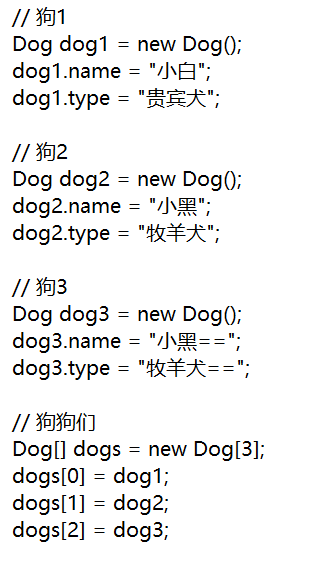 // 狗1
Dog dog1 = new Dog();
dog1.name = "小白";
dog1.type = "贵宾犬";
// 狗2
Dog dog2 = new Dog();
dog2.name = "小黑";
dog2.type = "牧羊犬";
// 狗3
Dog dog3 = new Dog();
dog3.name = "小黑==";
dog3.type = "牧羊犬==";
// 狗狗们
Dog[] dogs = new Dog[3];
dogs[0] = dog1;
dogs[1] = dog2;
dogs[2] = dog3;